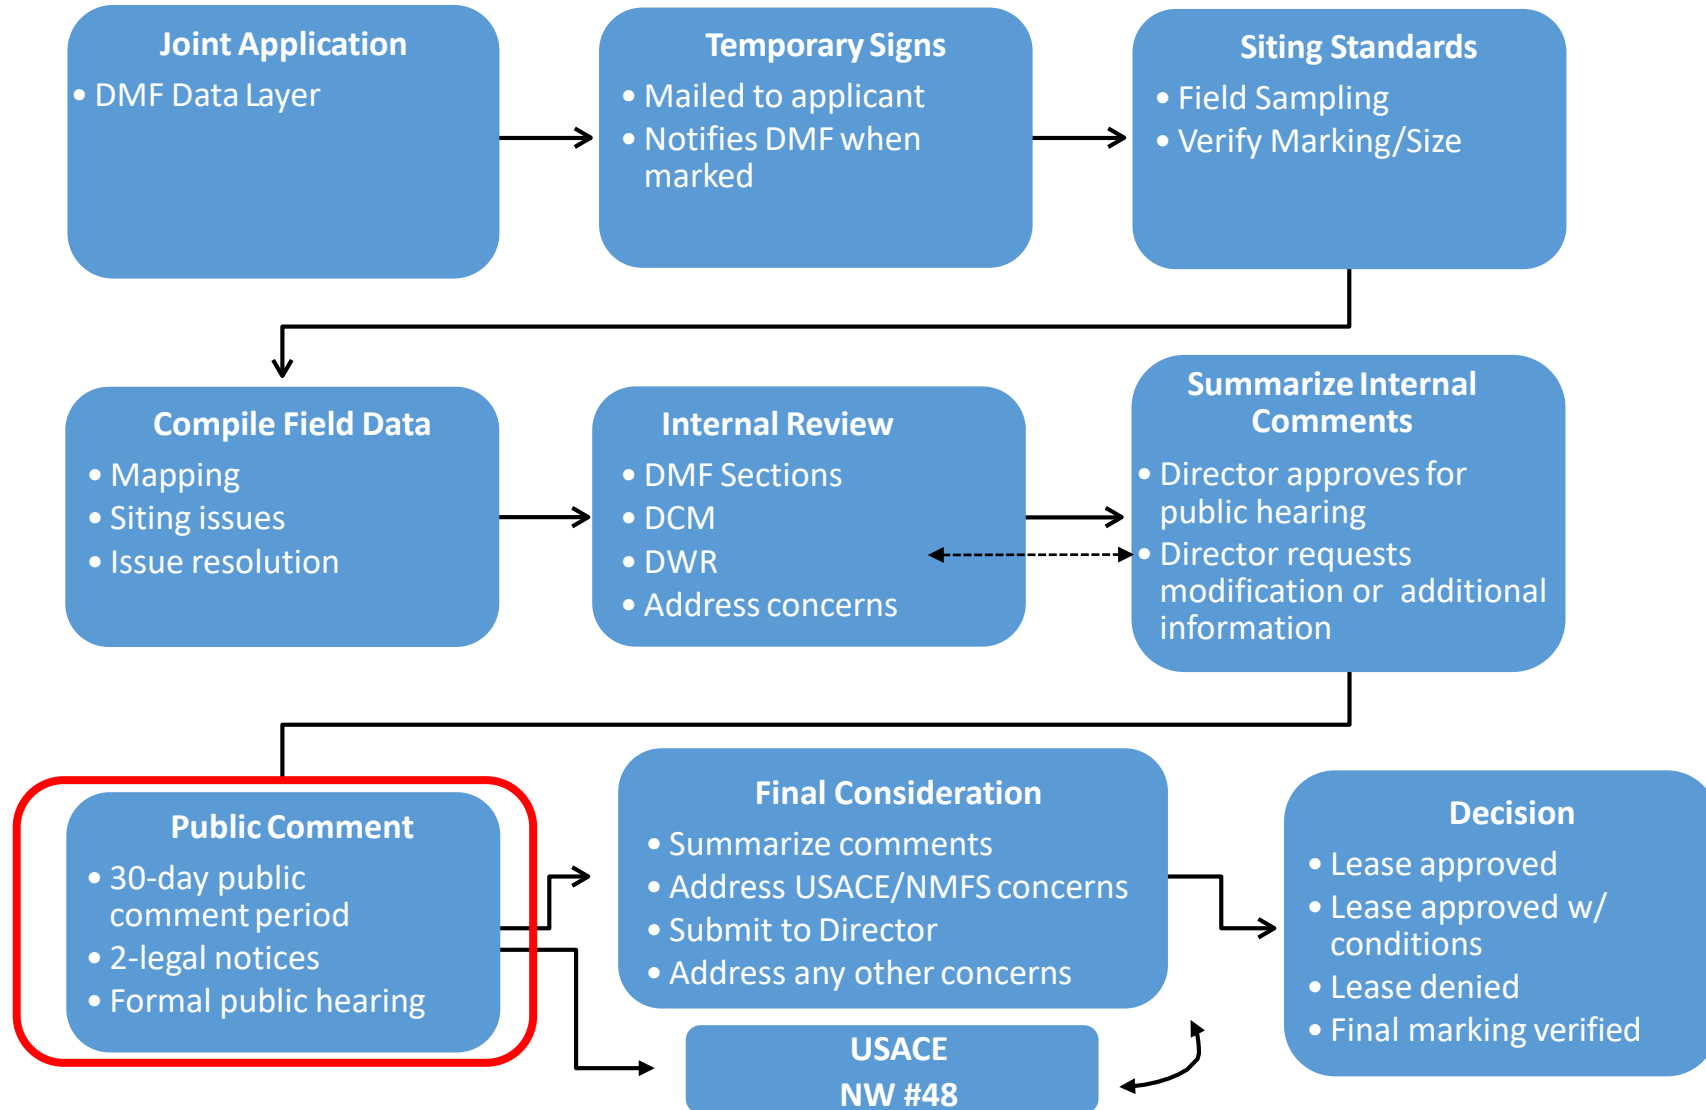 Joint Application
• DMF Data Layer
Temporary Signs
• Mailed to applicant
• Notifies DMF when
marked
Siting Standards
• Field Sampling
• Verify Marking/Size
Compile Field Data
• Mapping
• Siting issues
• Issue resolution
Internal Review
• DMF Sections
• DCM
• DWR
• Address concerns
Summarize Internal
Comments
• Director approves for
public hearing
• Director requests
modification or additional
information
Public Comment
• 30-day public
comment period
• 2-legal notices
• Formal public hearing
Final Consideration
• Summarize comments
• Address USACE/NMFS concerns
• Submit to Director
• Address any other concerns
USACE
NW #48
Decision
• Lease approved
• Lease approved w/
conditions
• Lease denied
• Final marking verified